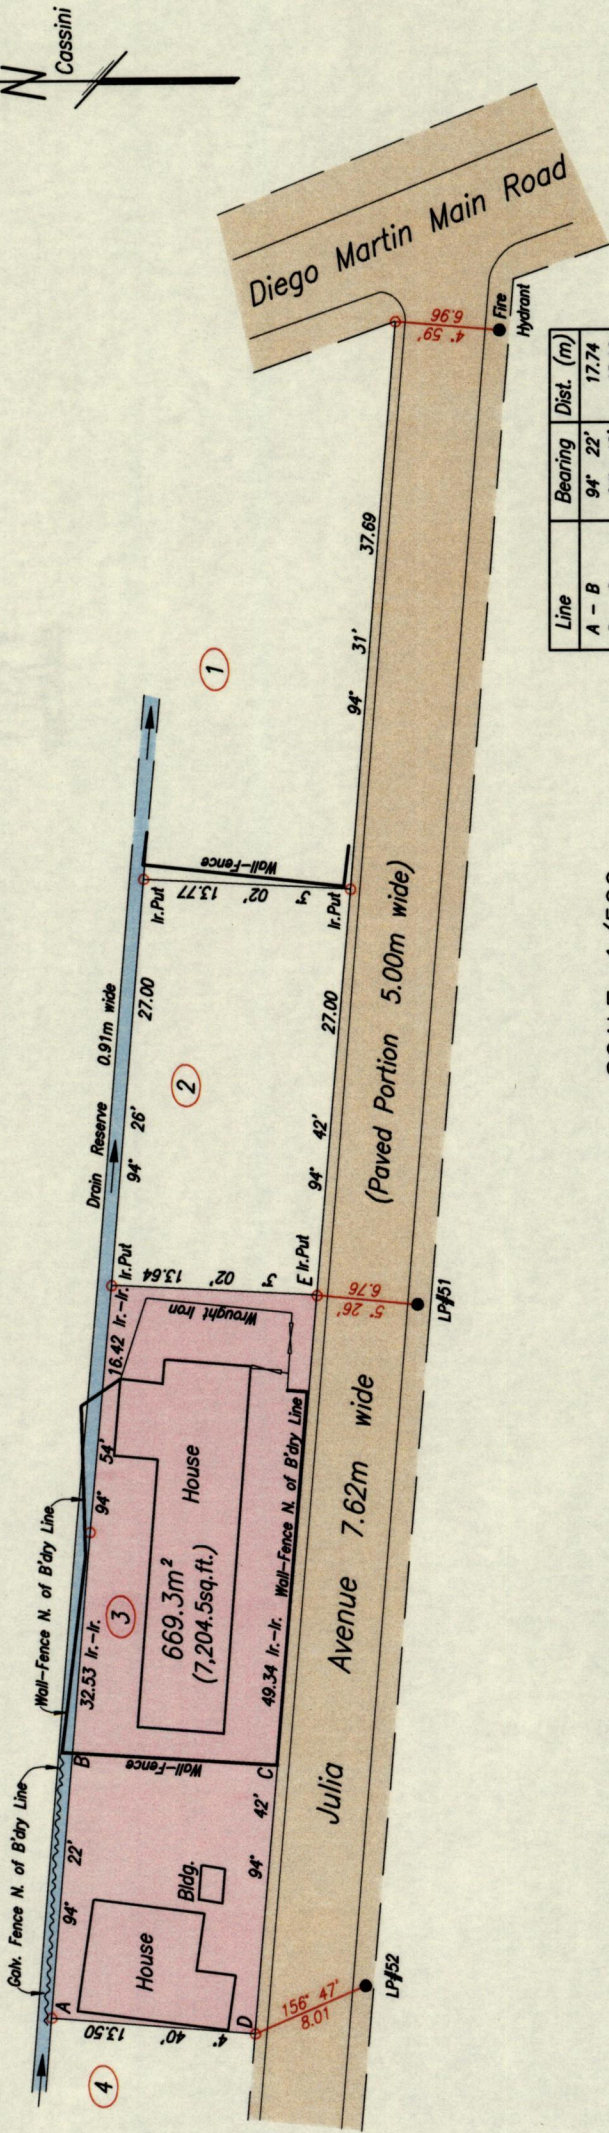 N
Cassini
Diego Martin Main Road
4° 59'
6.96
Fire
Hydrant
Line Bearing Dist. (m)
A - B 94° 22' 17.74
1
94° 31' 37.69
Wall-Fence
02' 13.77
Ir.Put
Ir.Put
Drain Reserve 0.91m wide
94° 26' 27.00
2
94° 42' 27.00
(Paved Portion 5.00m wide)
Ir.Put
02' 13.64
E Ir.Put
5° 26'
6.76
LP#51
Wrought Iron
Wall-Fence N. of B'dry Line
94° 54' 16.42 Ir.-Ir.
Wall-Fence N. of B'dry Line
32.53 Ir.-Ir.
3
House
669.3m²
(7,204.5sq.ft.)
49.34 Ir.-Ir.
Wall-Fence N. of B'dry Line
Julia Avenue 7.62m wide
B
Wall-Fence
C
Galv. Fence N. of B'dry Line
94° 22'
94° 42'
Bldg.
House
A
4° 40' 13.50
D
156° 47'
8.01
LP#52
4